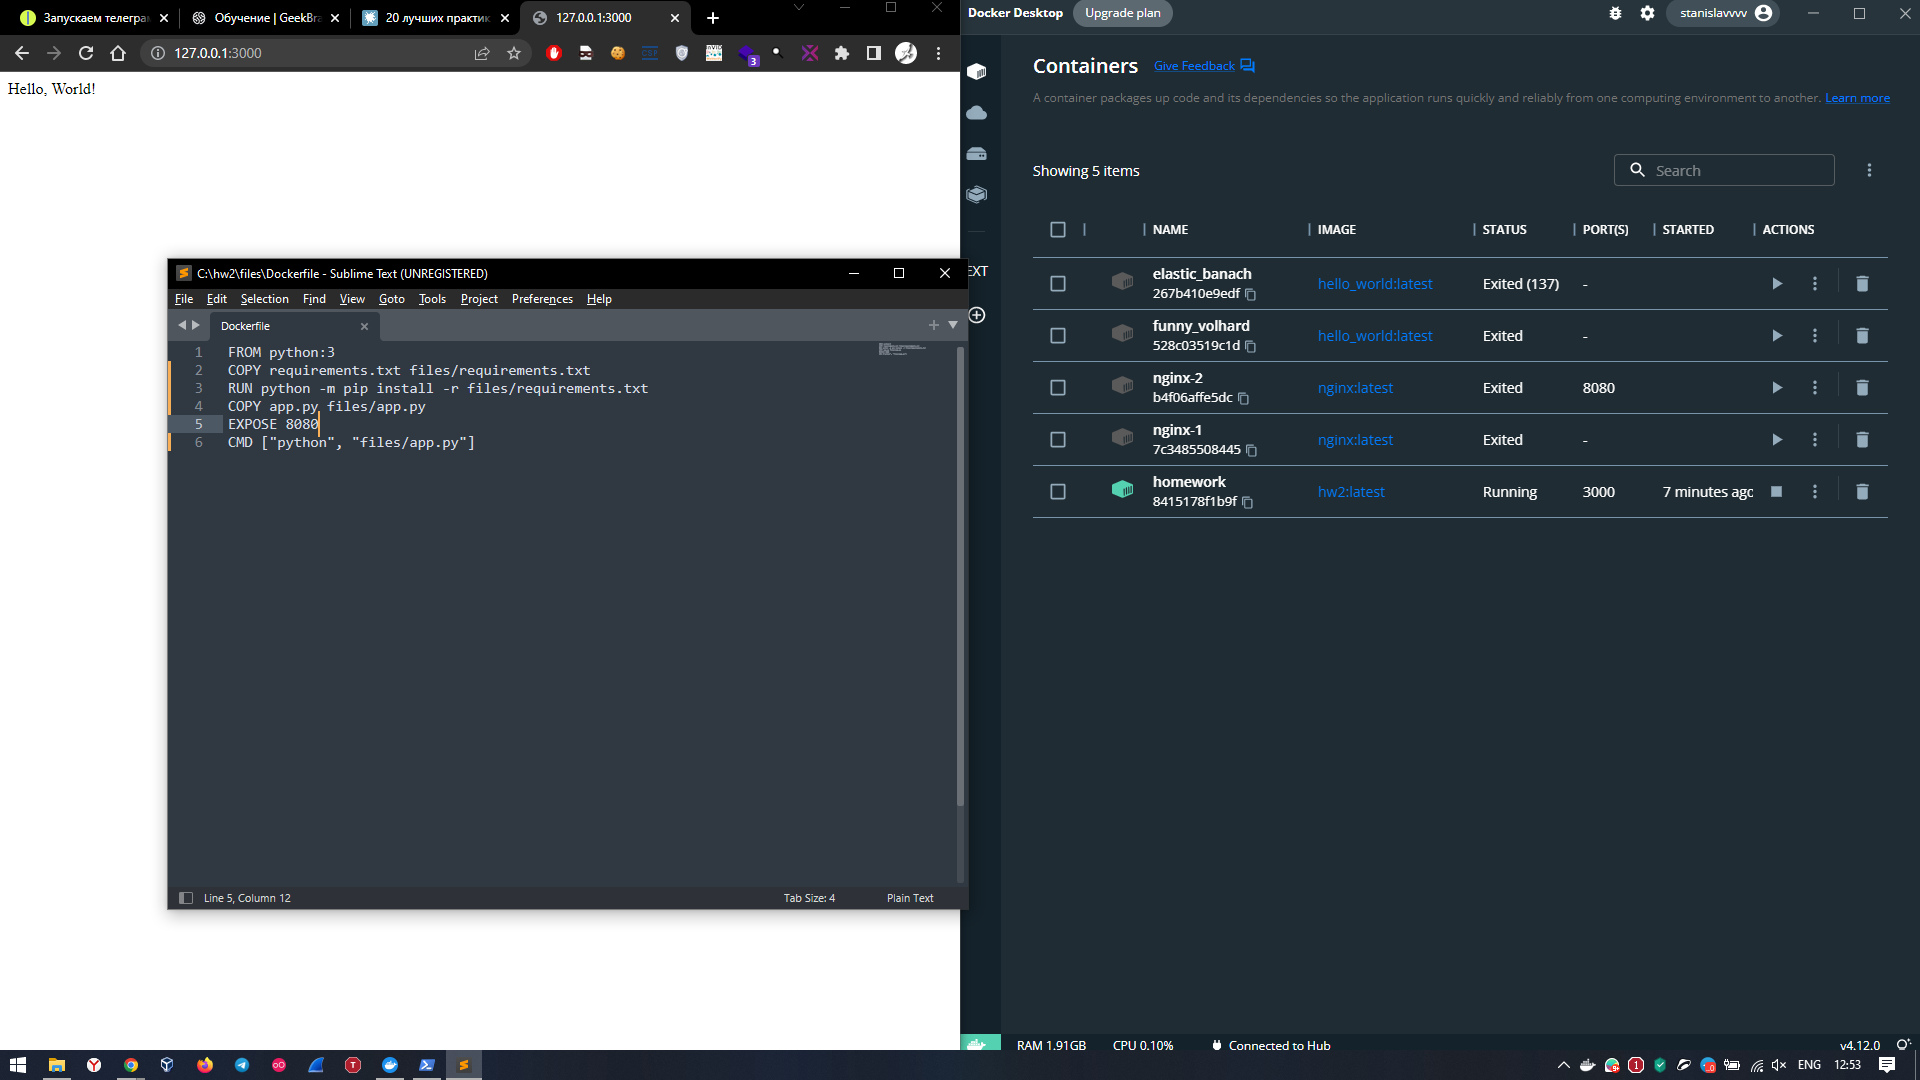 Запускаем телегра
Обучение | GeekBra
20 лучших практик
127.0.0.1:3000
127.0.0.1:3000
3
Hello, World!
C:\hw2\files\Dockerfile - Sublime Text (UNREGISTERED)
File Edit Selection Find View Goto Tools Project Preferences Help
Dockerfile
1 FROM python:3
2 COPY requirements.txt files/requirements.txt
3 RUN python -m pip install -r files/requirements.txt
4 COPY app.py files/app.py
5 EXPOSE 8080
6 CMD ["python", "files/app.py"]
Line 5, Column 12
Tab Size: 4
Plain Text
Docker Desktop
Upgrade plan
stanislavvvv
EXT
Containers
Give Feedback
A container packages up code and its dependencies so the application runs quickly and reliably from one computing environment to another. Learn more
Showing 5 items
Search
NAME IMAGE STATUS PORT(S) STARTED ACTIONS
elastic_banach
267b410e9edf
hello_world:latest
Exited (137)
-
funny_volhard
528c03519c1d
hello_world:latest
Exited
-
nginx-2
b4f06affe5dc
nginx:latest
Exited
8080
nginx-1
7c3485508445
nginx:latest
Exited
-
homework
8415178f1b9f
hw2:latest
Running
3000
7 minutes ago
RAM 1.91GB
CPU 0.10%
Connected to Hub
v4.12.0
ENG
12:53